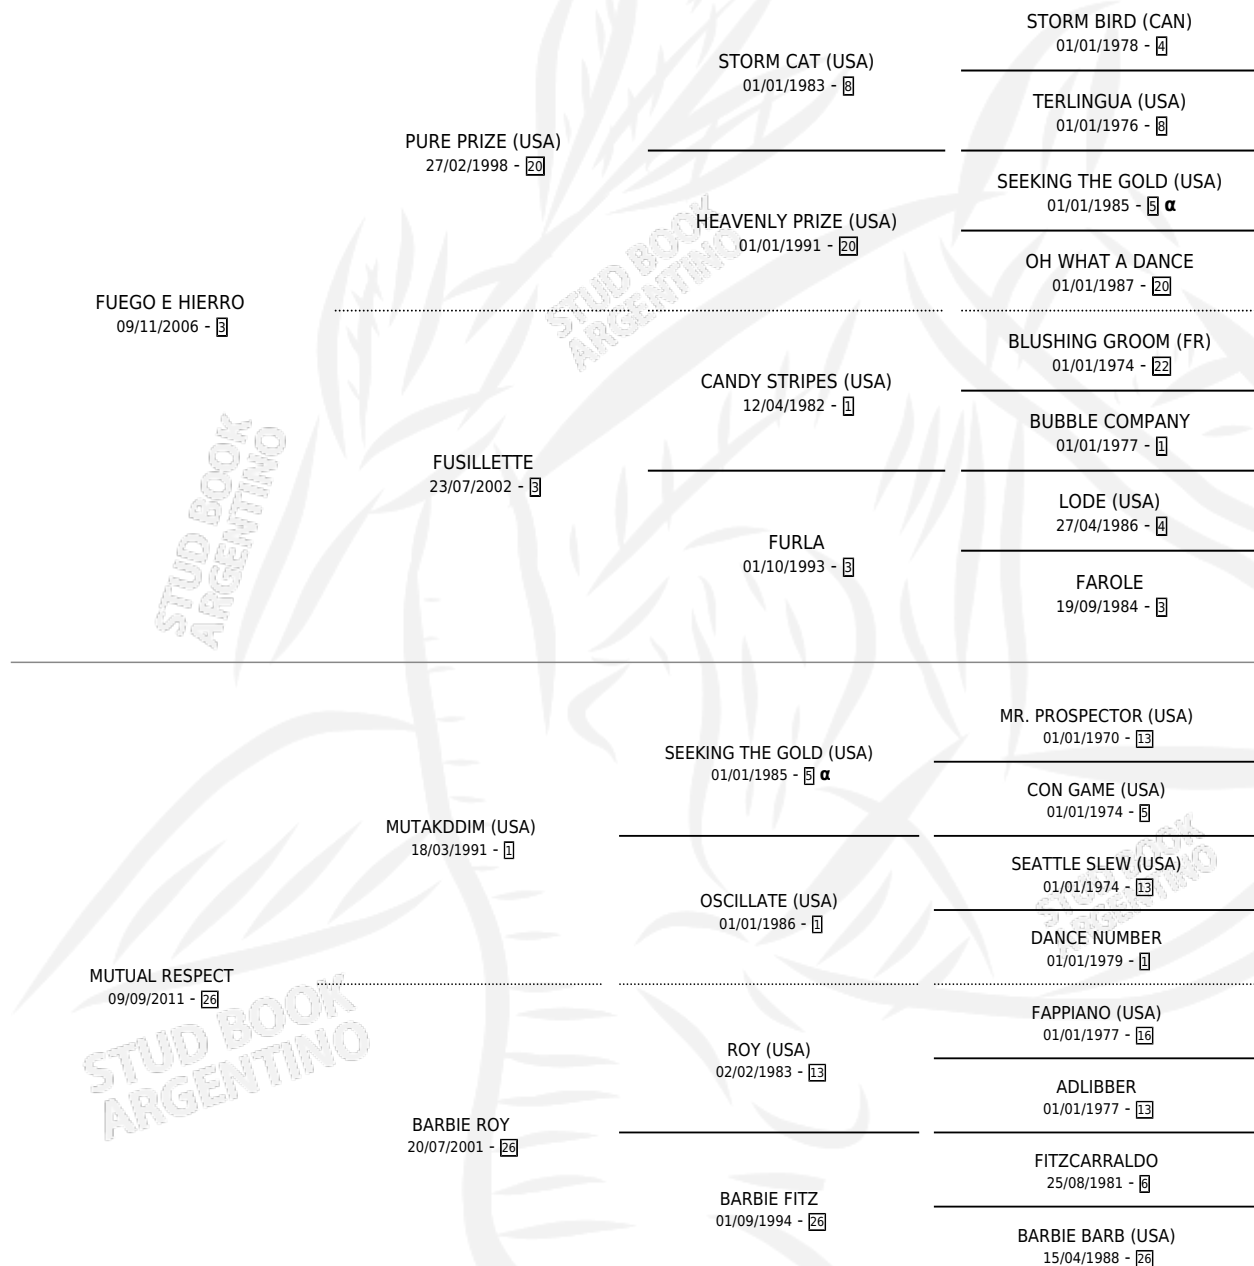 STORM BIRD (CAN)
01/01/1978 - 4
STORM CAT (USA)
01/01/1983 - 8
TERLINGUA (USA)
01/01/1976 - 8
PURE PRIZE (USA)
27/02/1998 - 20
SEEKING THE GOLD (USA)
01/01/1985 - 5 α
HEAVENLY PRIZE (USA)
01/01/1991 - 20
OH WHAT A DANCE
01/01/1987 - 20
FUEGO E HIERRO
09/11/2006 - 3
BLUSHING GROOM (FR)
01/01/1974 - 22
CANDY STRIPES (USA)
12/04/1982 - 1
BUBBLE COMPANY
01/01/1977 - 1
FUSILLETTE
23/07/2002 - 3
LODE (USA)
27/04/1986 - 4
FURLA
01/10/1993 - 3
FAROLE
19/09/1984 - 3
STUD BOOK
ARGENTINO
STUD BOOK
ARGENTINO
MR. PROSPECTOR (USA)
01/01/1970 - 13
SEEKING THE GOLD (USA)
01/01/1985 - 5 α
CON GAME (USA)
01/01/1974 - 5
MUTAKDDIM (USA)
18/03/1991 - 1
SEATTLE SLEW (USA)
01/01/1974 - 13
OSCILLATE (USA)
01/01/1986 - 1
DANCE NUMBER
01/01/1979 - 1
MUTUAL RESPECT
09/09/2011 - 26
FAPPIANO (USA)
01/01/1977 - 16
ROY (USA)
02/02/1983 - 13
ADLIBBER
01/01/1977 - 13
BARBIE ROY
20/07/2001 - 26
FITZCARRALDO
25/08/1981 - 6
BARBIE FITZ
01/09/1994 - 26
BARBIE BARB (USA)
15/04/1988 - 26
STUD BOOK
ARGENTINO
STUD BOOK
ARGENTINO